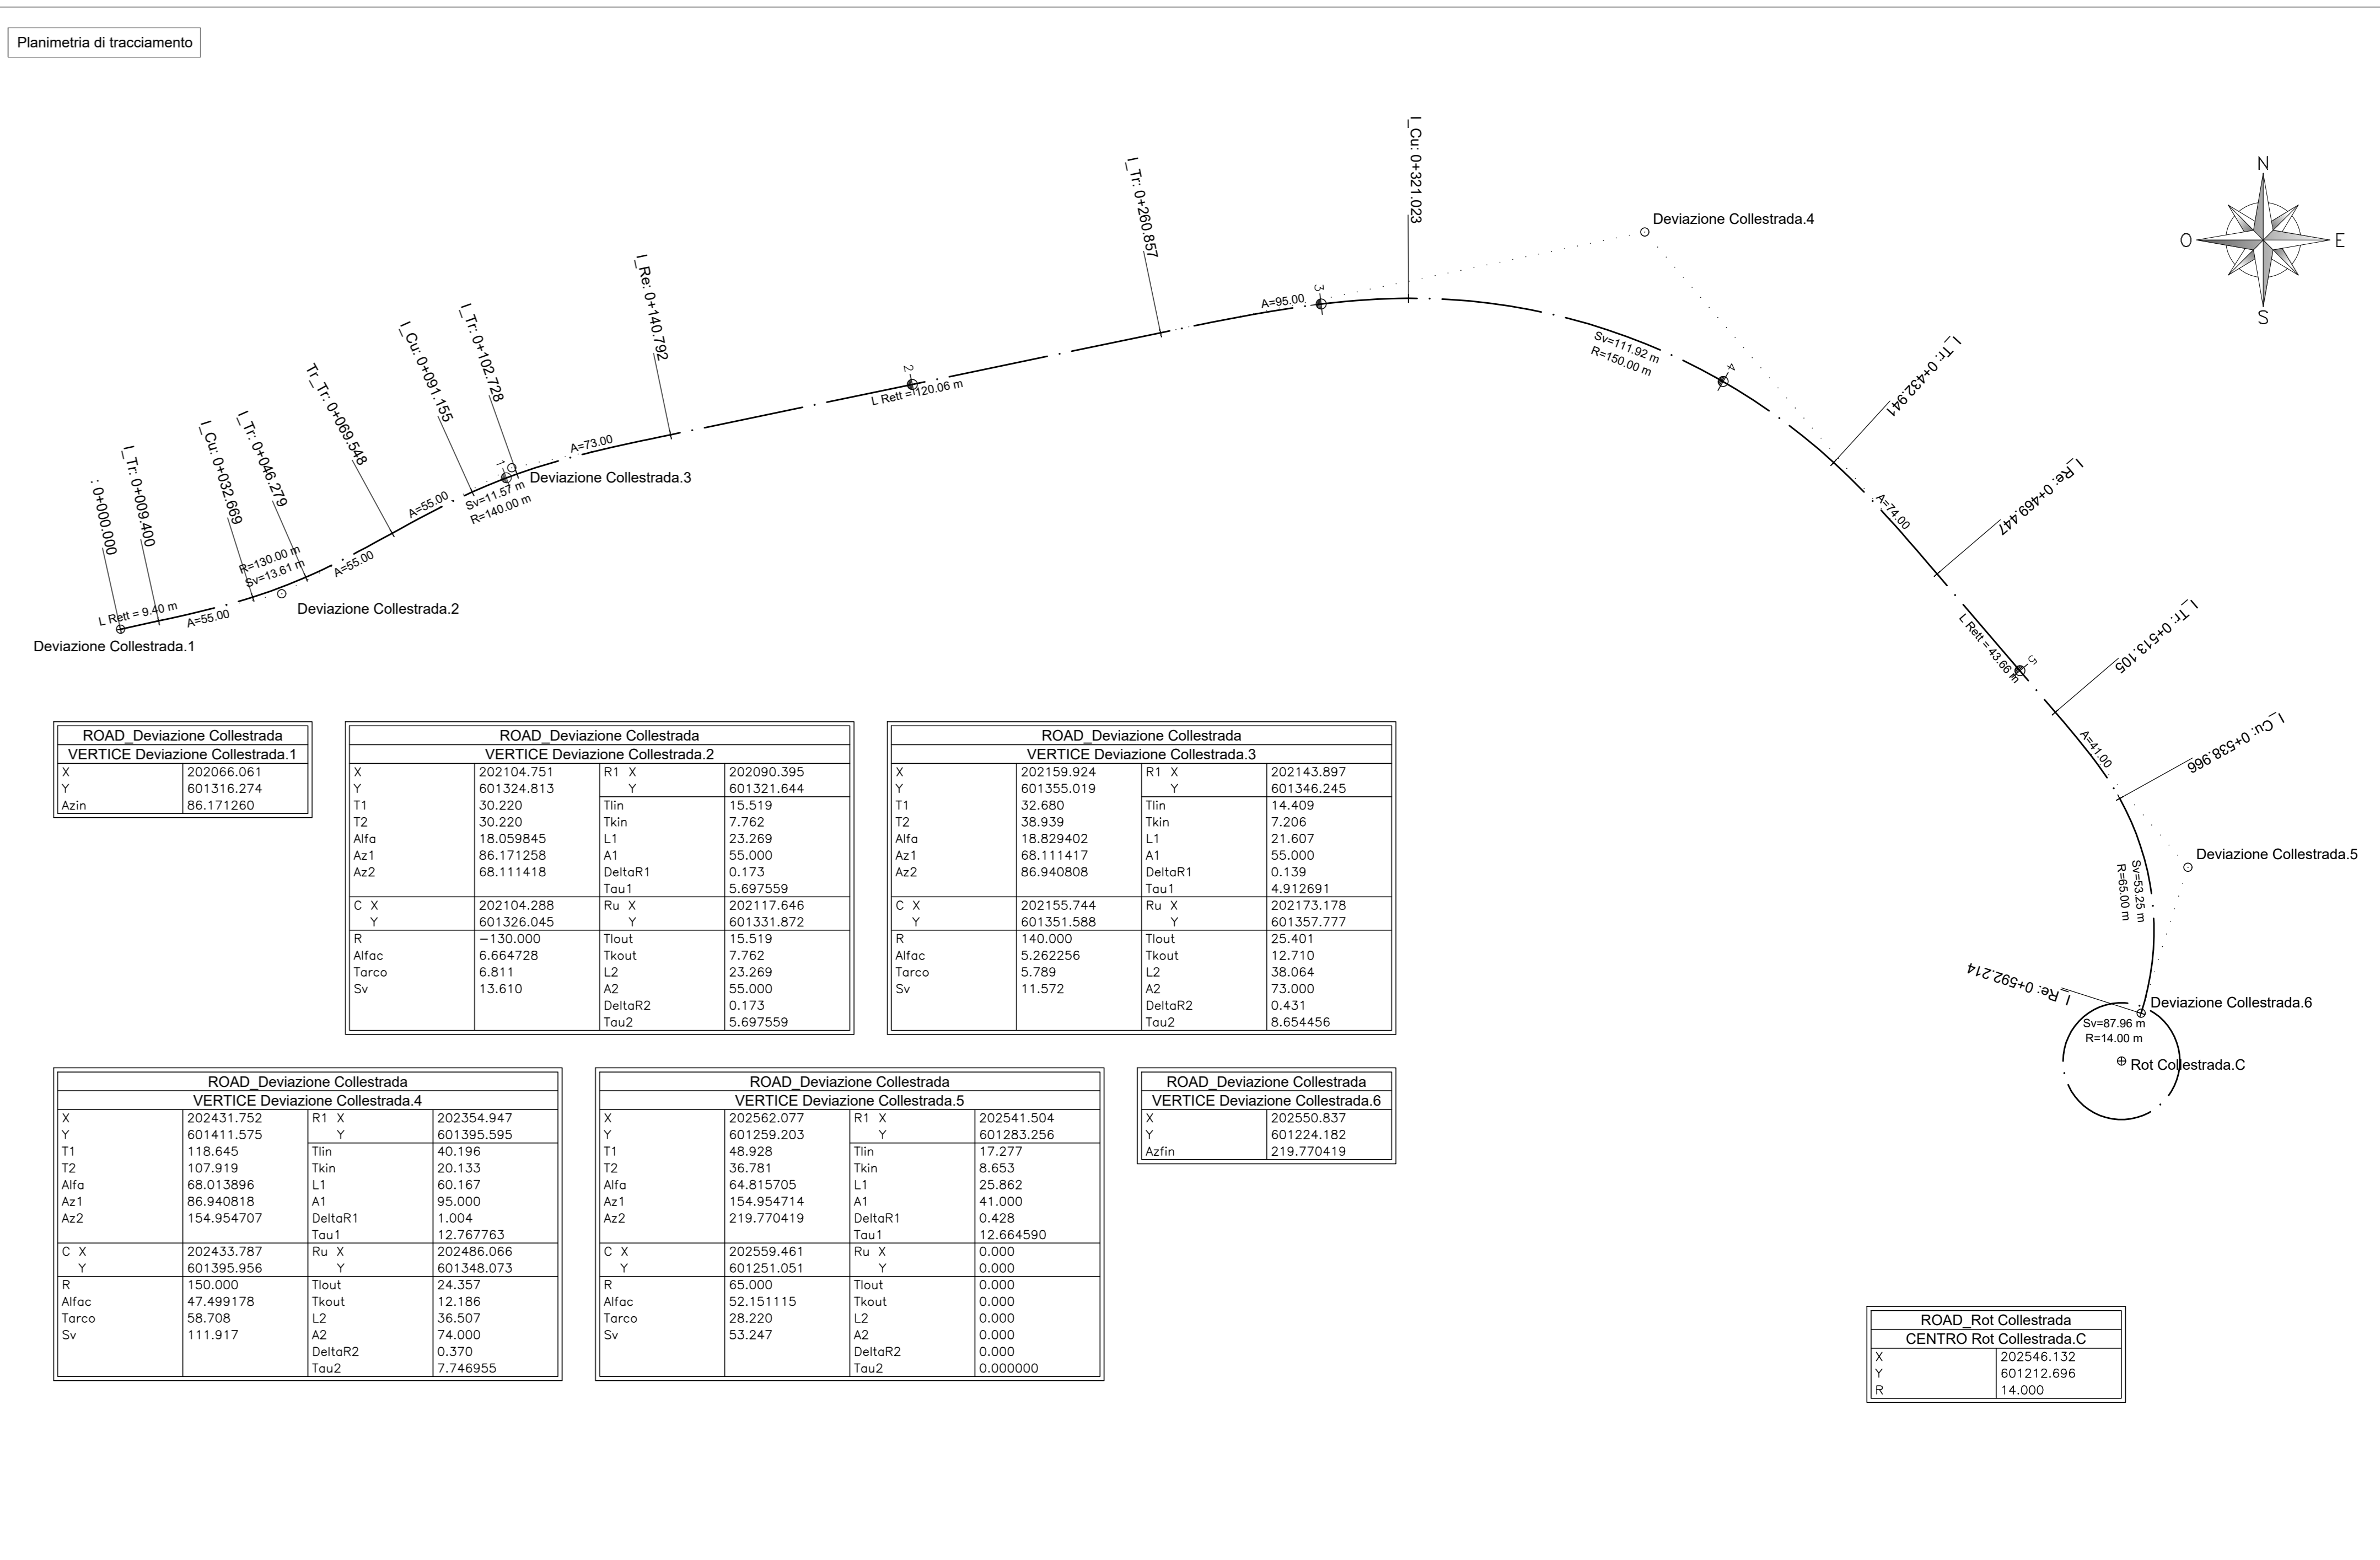 Planimetria di tracciamento
: 0+000.000
I_Tr: 0+009.400
I_Cu: 0+032.669
I_Tr: 0+046.279
Tr_Tr: 0+069.548
I_Cu: 0+091.155
I_Tr: 0+102.728
I_Re: 0+140.792
I_Tr: 0+260.857
I_Cu: 0+321.023
I_Tr: 0+432.941
I_Re: 0+469.447
I_Tr: 0+513.105
I_Cu: 0+538.966
I_Re: 0+592.214
N
O
E
S
L Rett = 9.40 m
A=55.00
R=130.00 m
Sv=13.61 m
A=55.00
A=55.00
1
Sv=11.57 m
R=140.00 m
A=73.00
2
L Rett = 120.06 m
A=95.00
3
Sv=111.92 m
R=150.00 m
4
A=74.00
L Rett = 43.66 m
5
A=41.00
Sv=53.25 m
R=65.00 m
Sv=87.96 m
R=14.00 m
Deviazione Collestrada.1
Deviazione Collestrada.2
Deviazione Collestrada.3
Deviazione Collestrada.4
Deviazione Collestrada.5
Deviazione Collestrada.6
Rot Collestrada.C
ROAD_Deviazione Collestrada
VERTICE Deviazione Collestrada.1
X 202066.061
Y 601316.274
Azin 86.171260
ROAD_Deviazione Collestrada
VERTICE Deviazione Collestrada.2
X 202104.751 R1 X 202090.395
Y 601324.813 Y 601321.644
T1 30.220 Tlin 15.519
T2 30.220 Tkin 7.762
Alfa 18.059845 L1 23.269
Az1 86.171258 A1 55.000
Az2 68.111418 DeltaR1 0.173
Tau1 5.697559
C X 202104.288 Ru X 202117.646
Y 601326.045 Y 601331.872
R −130.000 Tlout 15.519
Alfac 6.664728 Tkout 7.762
Tarco 6.811 L2 23.269
Sv 13.610 A2 55.000
DeltaR2 0.173
Tau2 5.697559
ROAD_Deviazione Collestrada
VERTICE Deviazione Collestrada.3
X 202159.924 R1 X 202143.897
Y 601355.019 Y 601346.245
T1 32.680 Tlin 14.409
T2 38.939 Tkin 7.206
Alfa 18.829402 L1 21.607
Az1 68.111417 A1 55.000
Az2 86.940808 DeltaR1 0.139
Tau1 4.912691
C X 202155.744 Ru X 202173.178
Y 601351.588 Y 601357.777
R 140.000 Tlout 25.401
Alfac 5.262256 Tkout 12.710
Tarco 5.789 L2 38.064
Sv 11.572 A2 73.000
DeltaR2 0.431
Tau2 8.654456
ROAD_Deviazione Collestrada
VERTICE Deviazione Collestrada.4
X 202431.752 R1 X 202354.947
Y 601411.575 Y 601395.595
T1 118.645 Tlin 40.196
T2 107.919 Tkin 20.133
Alfa 68.013896 L1 60.167
Az1 86.940818 A1 95.000
Az2 154.954707 DeltaR1 1.004
Tau1 12.767763
C X 202433.787 Ru X 202486.066
Y 601395.956 Y 601348.073
R 150.000 Tlout 24.357
Alfac 47.499178 Tkout 12.186
Tarco 58.708 L2 36.507
Sv 111.917 A2 74.000
DeltaR2 0.370
Tau2 7.746955
ROAD_Deviazione Collestrada
VERTICE Deviazione Collestrada.5
X 202562.077 R1 X 202541.504
Y 601259.203 Y 601283.256
T1 48.928 Tlin 17.277
T2 36.781 Tkin 8.653
Alfa 64.815705 L1 25.862
Az1 154.954714 A1 41.000
Az2 219.770419 DeltaR1 0.428
Tau1 12.664590
C X 202559.461 Ru X 0.000
Y 601251.051 Y 0.000
R 65.000 Tlout 0.000
Alfac 52.151115 Tkout 0.000
Tarco 28.220 L2 0.000
Sv 53.247 A2 0.000
DeltaR2 0.000
Tau2 0.000000
ROAD_Deviazione Collestrada
VERTICE Deviazione Collestrada.6
X 202550.837
Y 601224.182
Azfin 219.770419
ROAD_Rot Collestrada
CENTRO Rot Collestrada.C
X 202546.132
Y 601212.696
R 14.000